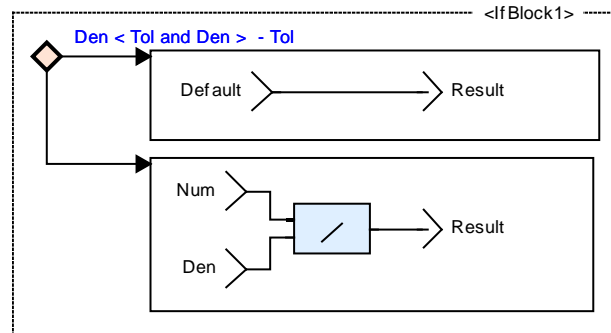 <IfBlock1>
Den < Tol and Den > - Tol
Default
Result
Num
Den
/
Result